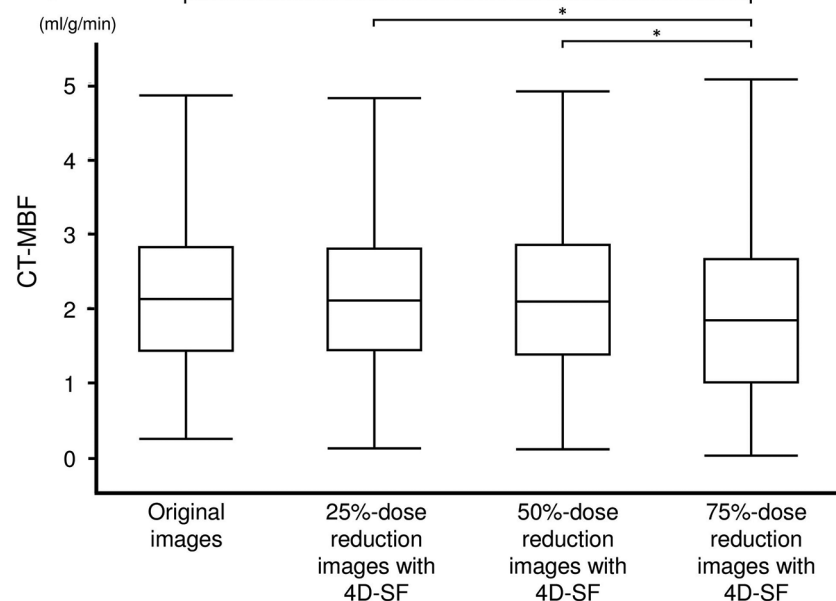 *
(ml/g/min)
*
5
4
3
2
1
0
CT-MBF
Original
images
25%-dose
reduction
images with
4D-SF
50%-dose
reduction
images with
4D-SF
75%-dose
reduction
images with
4D-SF